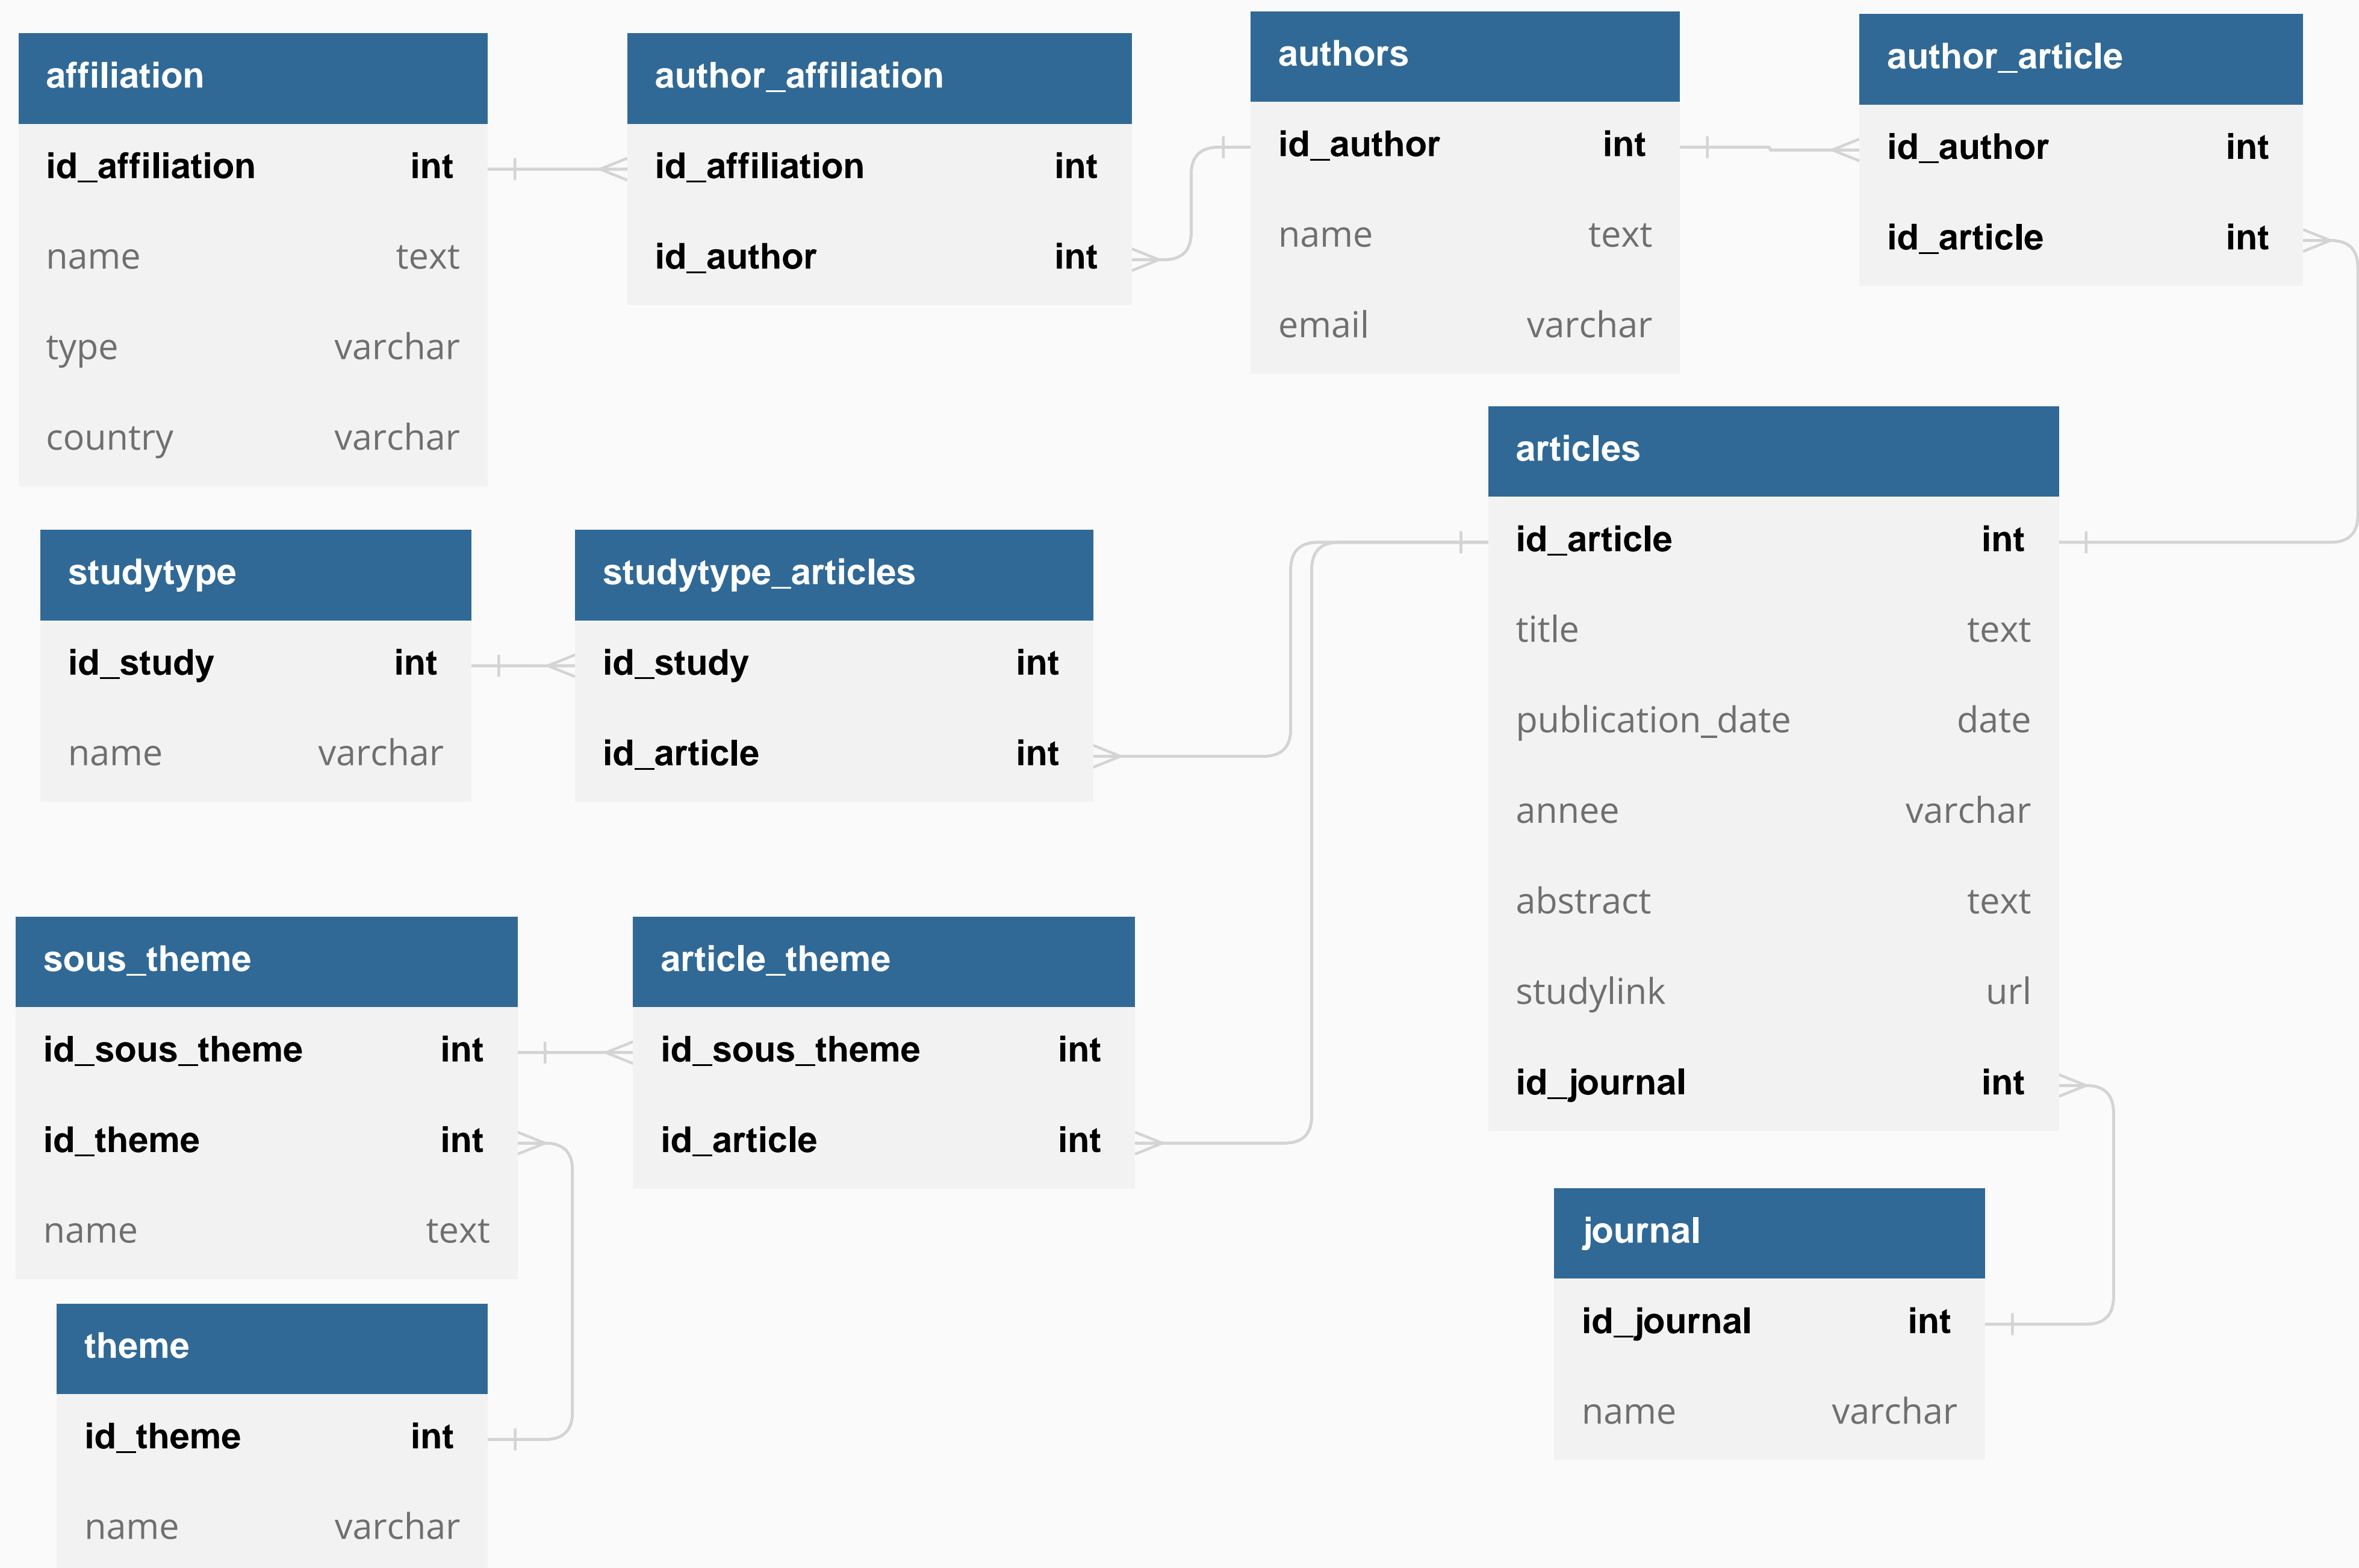 affiliation
id_affiliation int
name text
type varchar
country varchar
author_affiliation
id_affiliation int
id_author int
authors
id_author int
name text
email varchar
author_article
id_author int
id_article int
articles
id_article int
title text
publication_date date
annee varchar
abstract text
studylink url
id_journal int
studytype
id_study int
name varchar
studytype_articles
id_study int
id_article int
sous_theme
id_sous_theme int
id_theme int
name text
article_theme
id_sous_theme int
id_article int
theme
id_theme int
name varchar
journal
id_journal int
name varchar